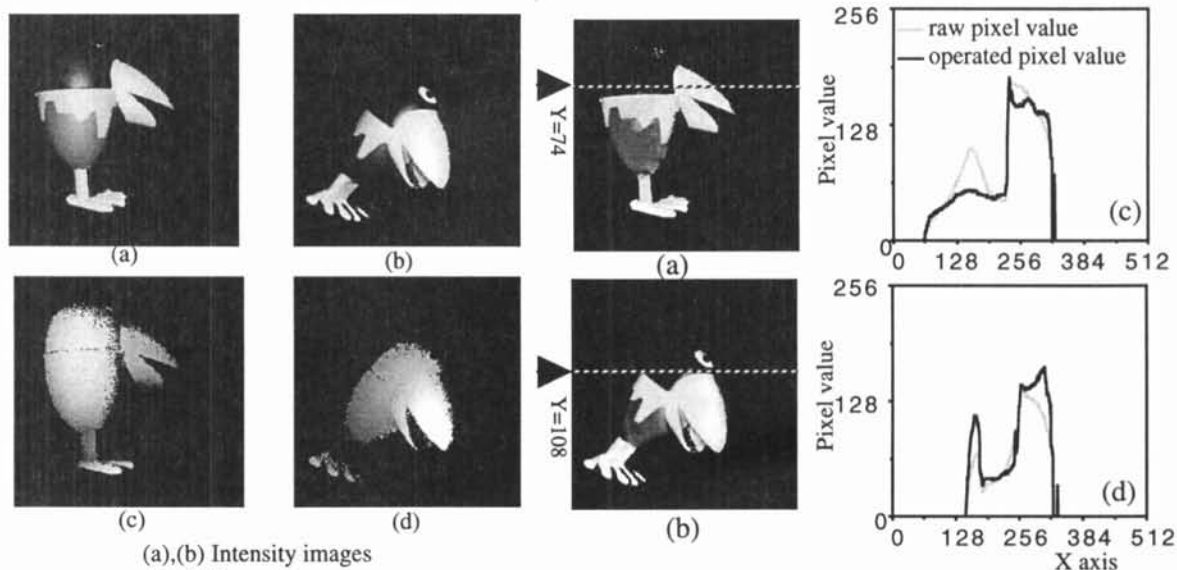 (a)
(b)
(c)
(d)
(a),(b) Intensity images
Y=74
(a)
Y=108
(b)
256
128
0
Pixel value
raw pixel value
operated pixel value
(c)
0 128 256 384 512
256
128
0
Pixel value
(d)
0 128 256 384 512
X axis